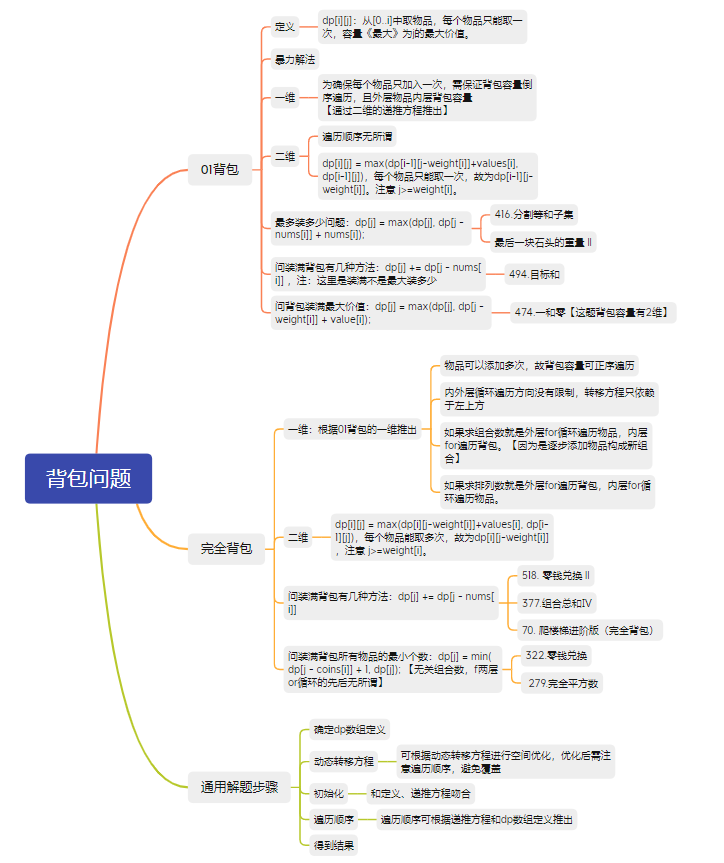 背包问题
01背包
定义
dp[i][j]：从[0...i]中取物品，每个物品只能取一
次，容量《最大》为j的最大价值。
暴力解法
一维
为确保每个物品只加入一次，需保证背包容量倒
序遍历，且外层物品内层背包容量
【通过二维的递推方程推出】
二维
遍历顺序无所谓
dp[i][j] = max(dp[i-1][j-weight[i]]+values[i],
dp[i-1][j])，每个物品只能取一次，故为dp[i-1][j-
weight[i]]。注意 j>=weight[i]。
最多装多少问题：dp[j] = max(dp[j], dp[j -
nums[i]] + nums[i]);
416.分割等和子集
最后一块石头的重量 II
问装满背包有几种方法：dp[j] += dp[j - nums[
i]] ，注：这里是装满不是最大装多少
494.目标和
问背包装满最大价值：dp[j] = max(dp[j], dp[j -
weight[i]] + value[i]);
474.一和零【这题背包容量有2维】
完全背包
一维：根据01背包的一维推出
物品可以添加多次，故背包容量可正序遍历
内外层循环遍历方向没有限制，转移方程只依赖
于左上方
如果求组合数就是外层for循环遍历物品，内层
for遍历背包。【因为是逐步添加物品构成新组
合】
如果求排列数就是外层for遍历背包，内层for循
环遍历物品。
二维
dp[i][j] = max(dp[i][j-weight[i]]+values[i], dp[i-
1][j])，每个物品能取多次，故为dp[i][j-weight[i]]
，注意 j>=weight[i]。
问装满背包有几种方法：dp[j] += dp[j - nums[
i]]
518. 零钱兑换 II
377.组合总和IV
70. 爬楼梯进阶版（完全背包）
问装满背包所有物品的最小个数：dp[j] = min(
dp[j - coins[i]] + 1, dp[j]); 【无关组合数，f两层
or循环的先后无所谓】
322.零钱兑换
279.完全平方数
通用解题步骤
确定dp数组定义
动态转移方程
可根据动态转移方程进行空间优化，优化后需注
意遍历顺序，避免覆盖
初始化
和定义、递推方程吻合
遍历顺序
遍历顺序可根据递推方程和dp数组定义推出
得到结果